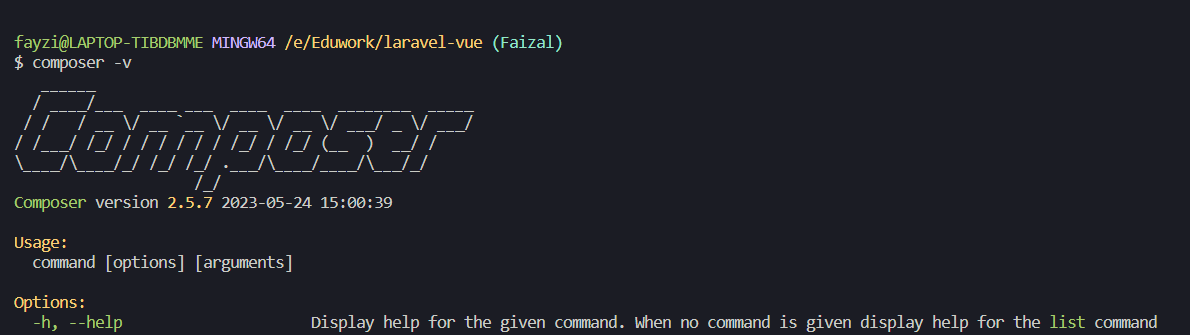 fayzi@LAPTOP-TIBDBMME MINGW64 /e/Eduwork/laravel-vue (Faizal)
$ composer -v
Composer
Composer version 2.5.7 2023-05-24 15:00:39
Usage:
command [options] [arguments]
Options:
-h, --help Display help for the given command. When no command is given display help for the list command